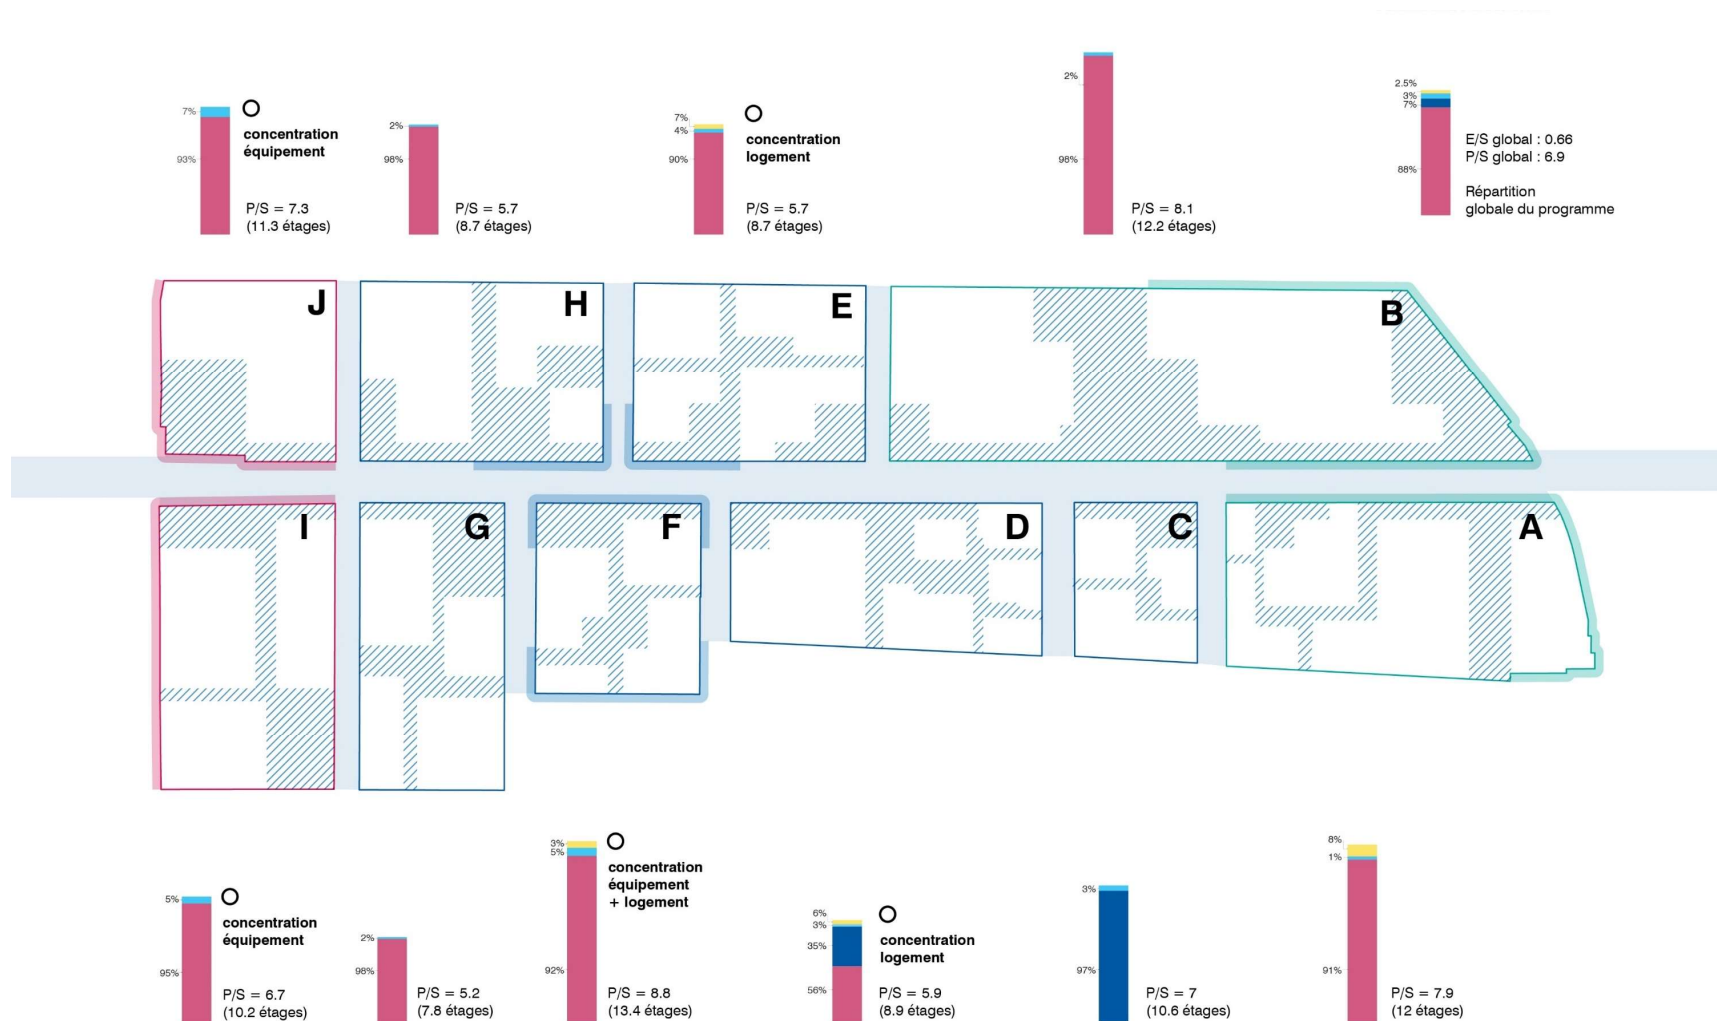 7%
93%
concentration
équipement
P/S = 7.3
(11.3 étages)
2%
98%
P/S = 5.7
(8.7 étages)
7%
4%
90%
concentration
logement
P/S = 5.7
(8.7 étages)
2%
98%
P/S = 8.1
(12.2 étages)
2.5%
3%
7%
88%
E/S global : 0.66
P/S global : 6.9
Répartition
globale du programme
J
H
E
B
I
G
F
D
C
A
5%
95%
concentration
équipement
P/S = 6.7
(10.2 étages)
2%
98%
P/S = 5.2
(7.8 étages)
3%
5%
92%
concentration
équipement
+ logement
P/S = 8.8
(13.4 étages)
6%
3%
35%
56%
concentration
logement
P/S = 5.9
(8.9 étages)
3%
97%
P/S = 7
(10.6 étages)
8%
1%
91%
P/S = 7.9
(12 étages)